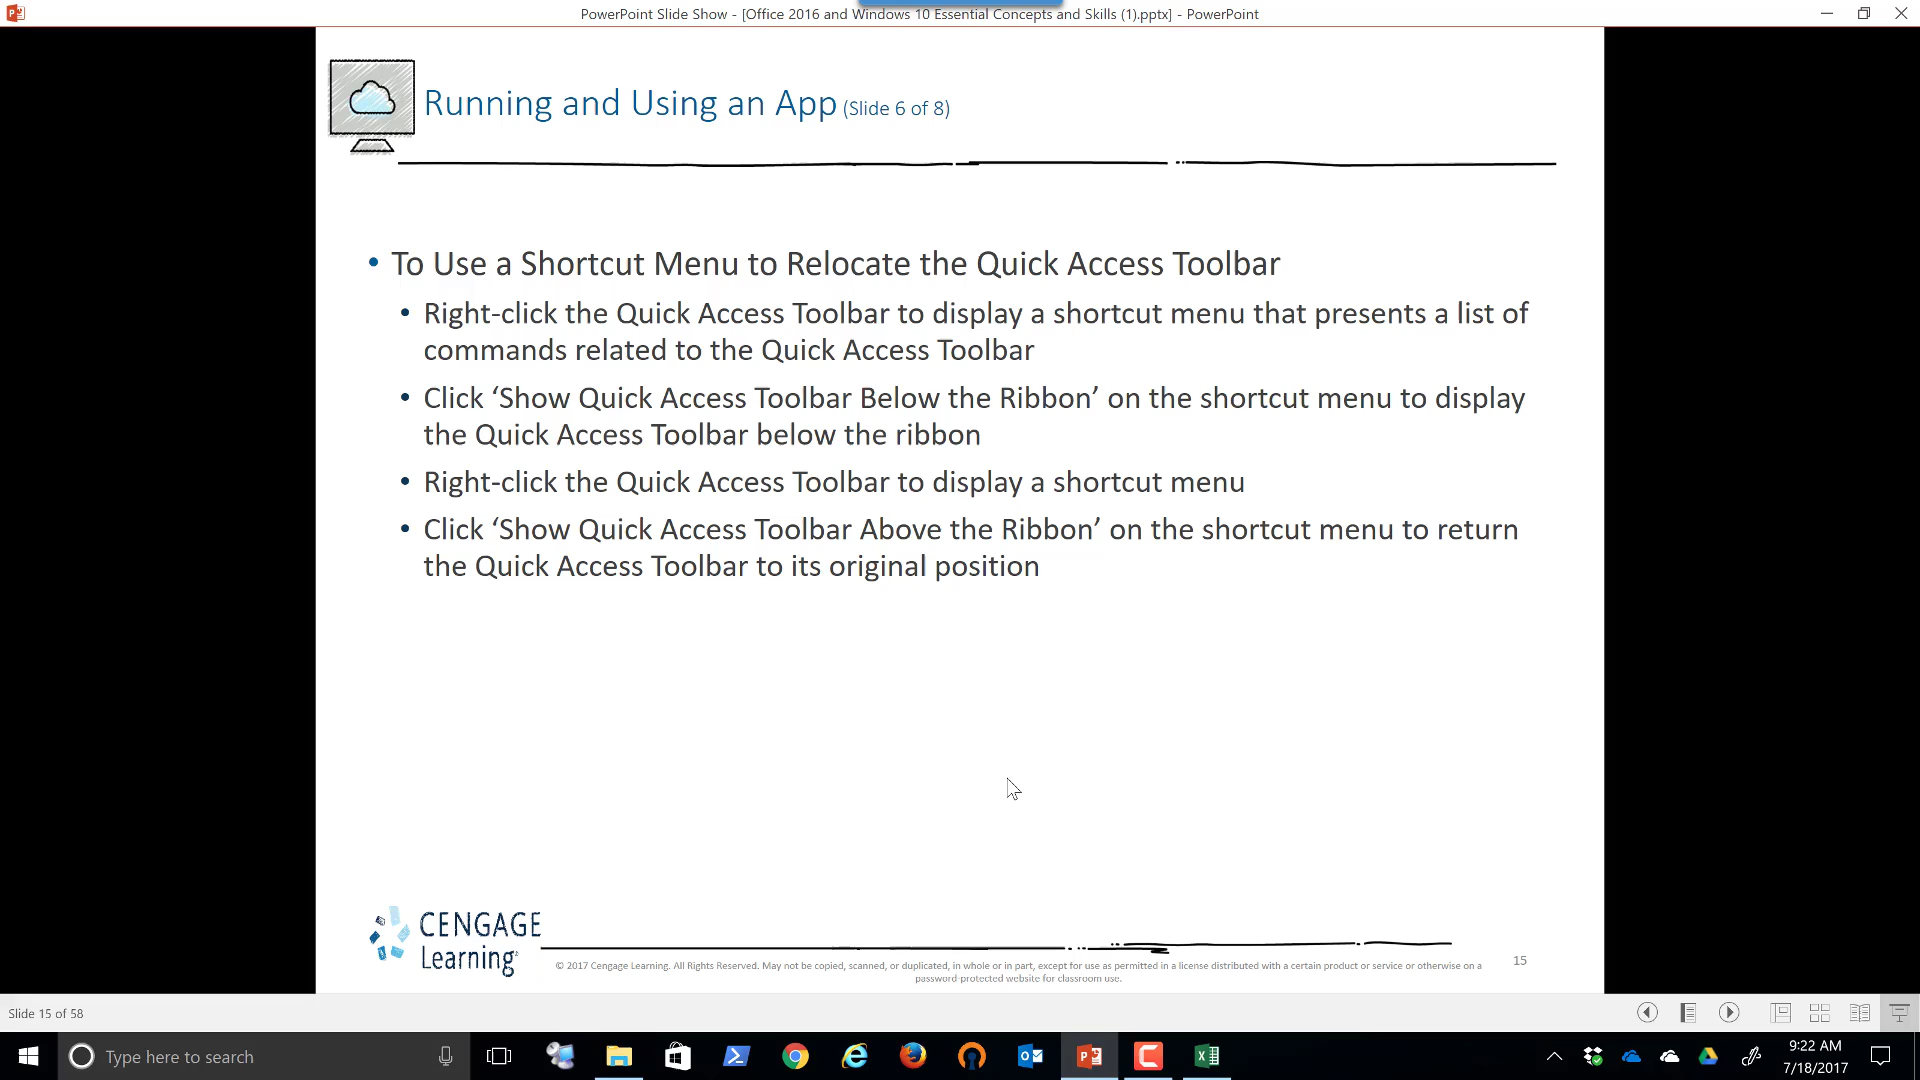 PowerPoint Slide Show - [Office 2016 and Windows 10 Essential Concepts and Skills (1).pptx] - PowerPoint
Running and Using an App (Slide 6 of 8)
• To Use a Shortcut Menu to Relocate the Quick Access Toolbar
• Right-click the Quick Access Toolbar to display a shortcut menu that presents a list of
commands related to the Quick Access Toolbar
• Click ‘Show Quick Access Toolbar Below the Ribbon’ on the shortcut menu to display
the Quick Access Toolbar below the ribbon
• Right-click the Quick Access Toolbar to display a shortcut menu
• Click ‘Show Quick Access Toolbar Above the Ribbon’ on the shortcut menu to return
the Quick Access Toolbar to its original position
CENGAGE
Learning®
© 2017 Cengage Learning. All Rights Reserved. May not be copied, scanned, or duplicated, in whole or in part, except for use as permitted in a license distributed with a certain product or service or otherwise on a
password-protected website for classroom use.
15
Slide 15 of 58
Type here to search
9:22 AM
7/18/2017